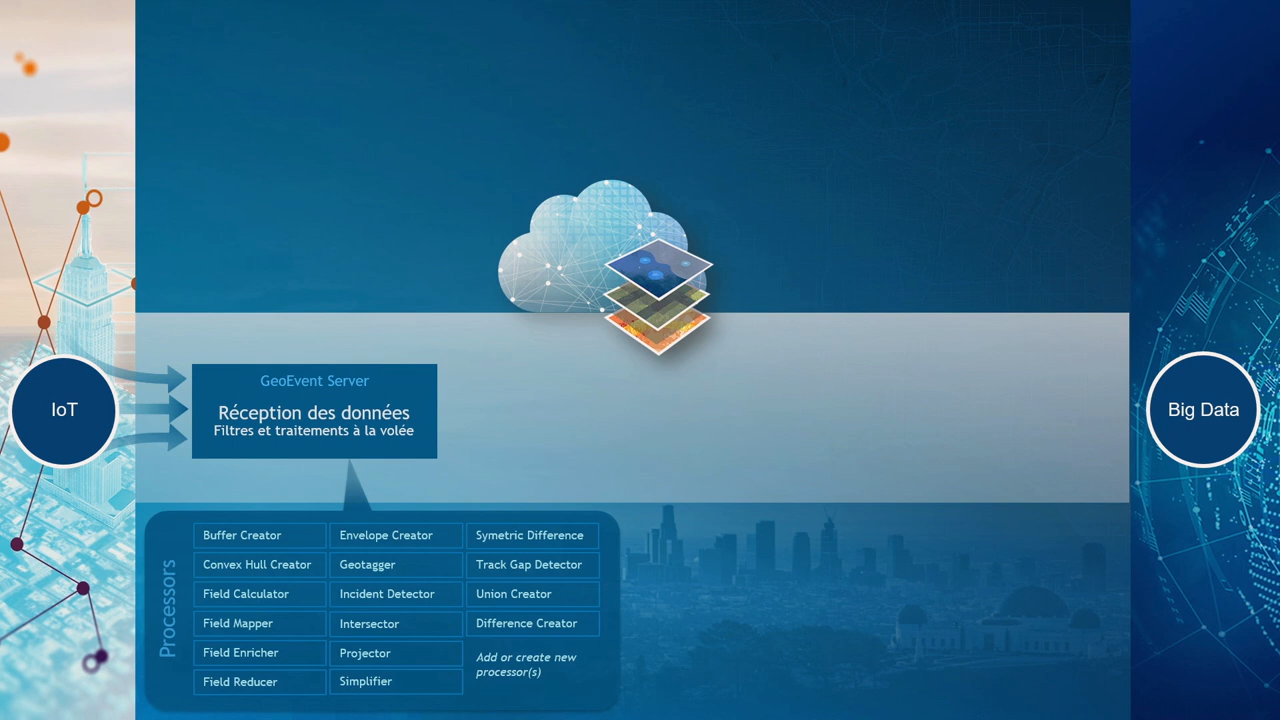 IoT
GeoEvent Server
Réception des données
Filtres et traitements à la volée
Big Data
Processors
Buffer Creator
Convex Hull Creator
Field Calculator
Field Mapper
Field Enricher
Field Reducer
Envelope Creator
Geotagger
Incident Detector
Intersector
Projector
Simplifier
Symetric Difference
Track Gap Detector
Union Creator
Difference Creator
Add or create new
processor(s)